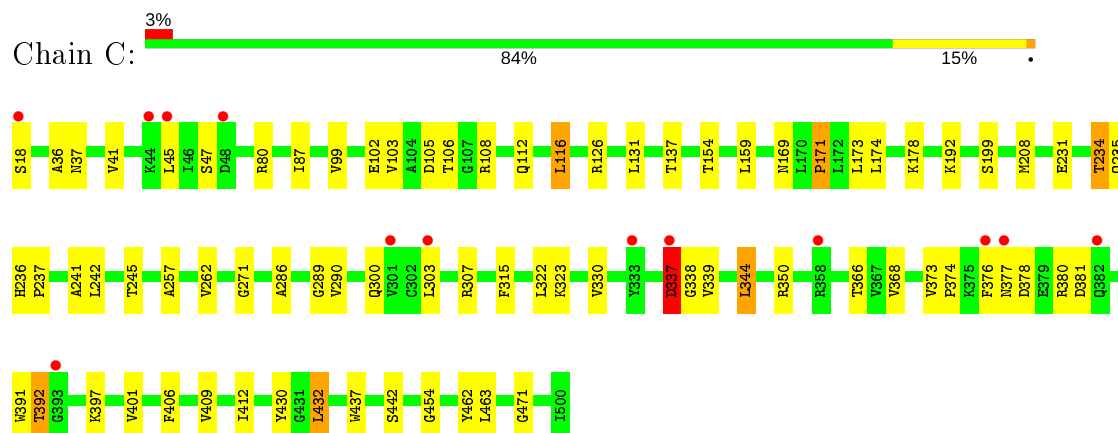 3%
Chain C:
84% 15%
S18 A36 N37 V41 K44 L45 I46 S47 D48 R80 I87 V99 E102 V103 A104 D105 T106 G107 R108 Q112 L116 R126 L131 T137 T154 L159 N169 L170 P171 L172 L173 L174 K178 K192 S199 M208 E231 T234 Q235
H236 P237 A241 L242 T245 A257 V262 G271 A286 G289 V290 Q300 V301 C302 L303 R307 F315 L322 K323 V330 Y333 D337 G338 V339 L344 R350 R358 T366 V367 V368 V373 P374 K375 F376 N377 D378 E379 R380 D381 Q382
W391 T392 G393 K397 V401 F406 V409 I412 Y430 G431 L432 W437 S442 G454 Y462 L463 G471 I500